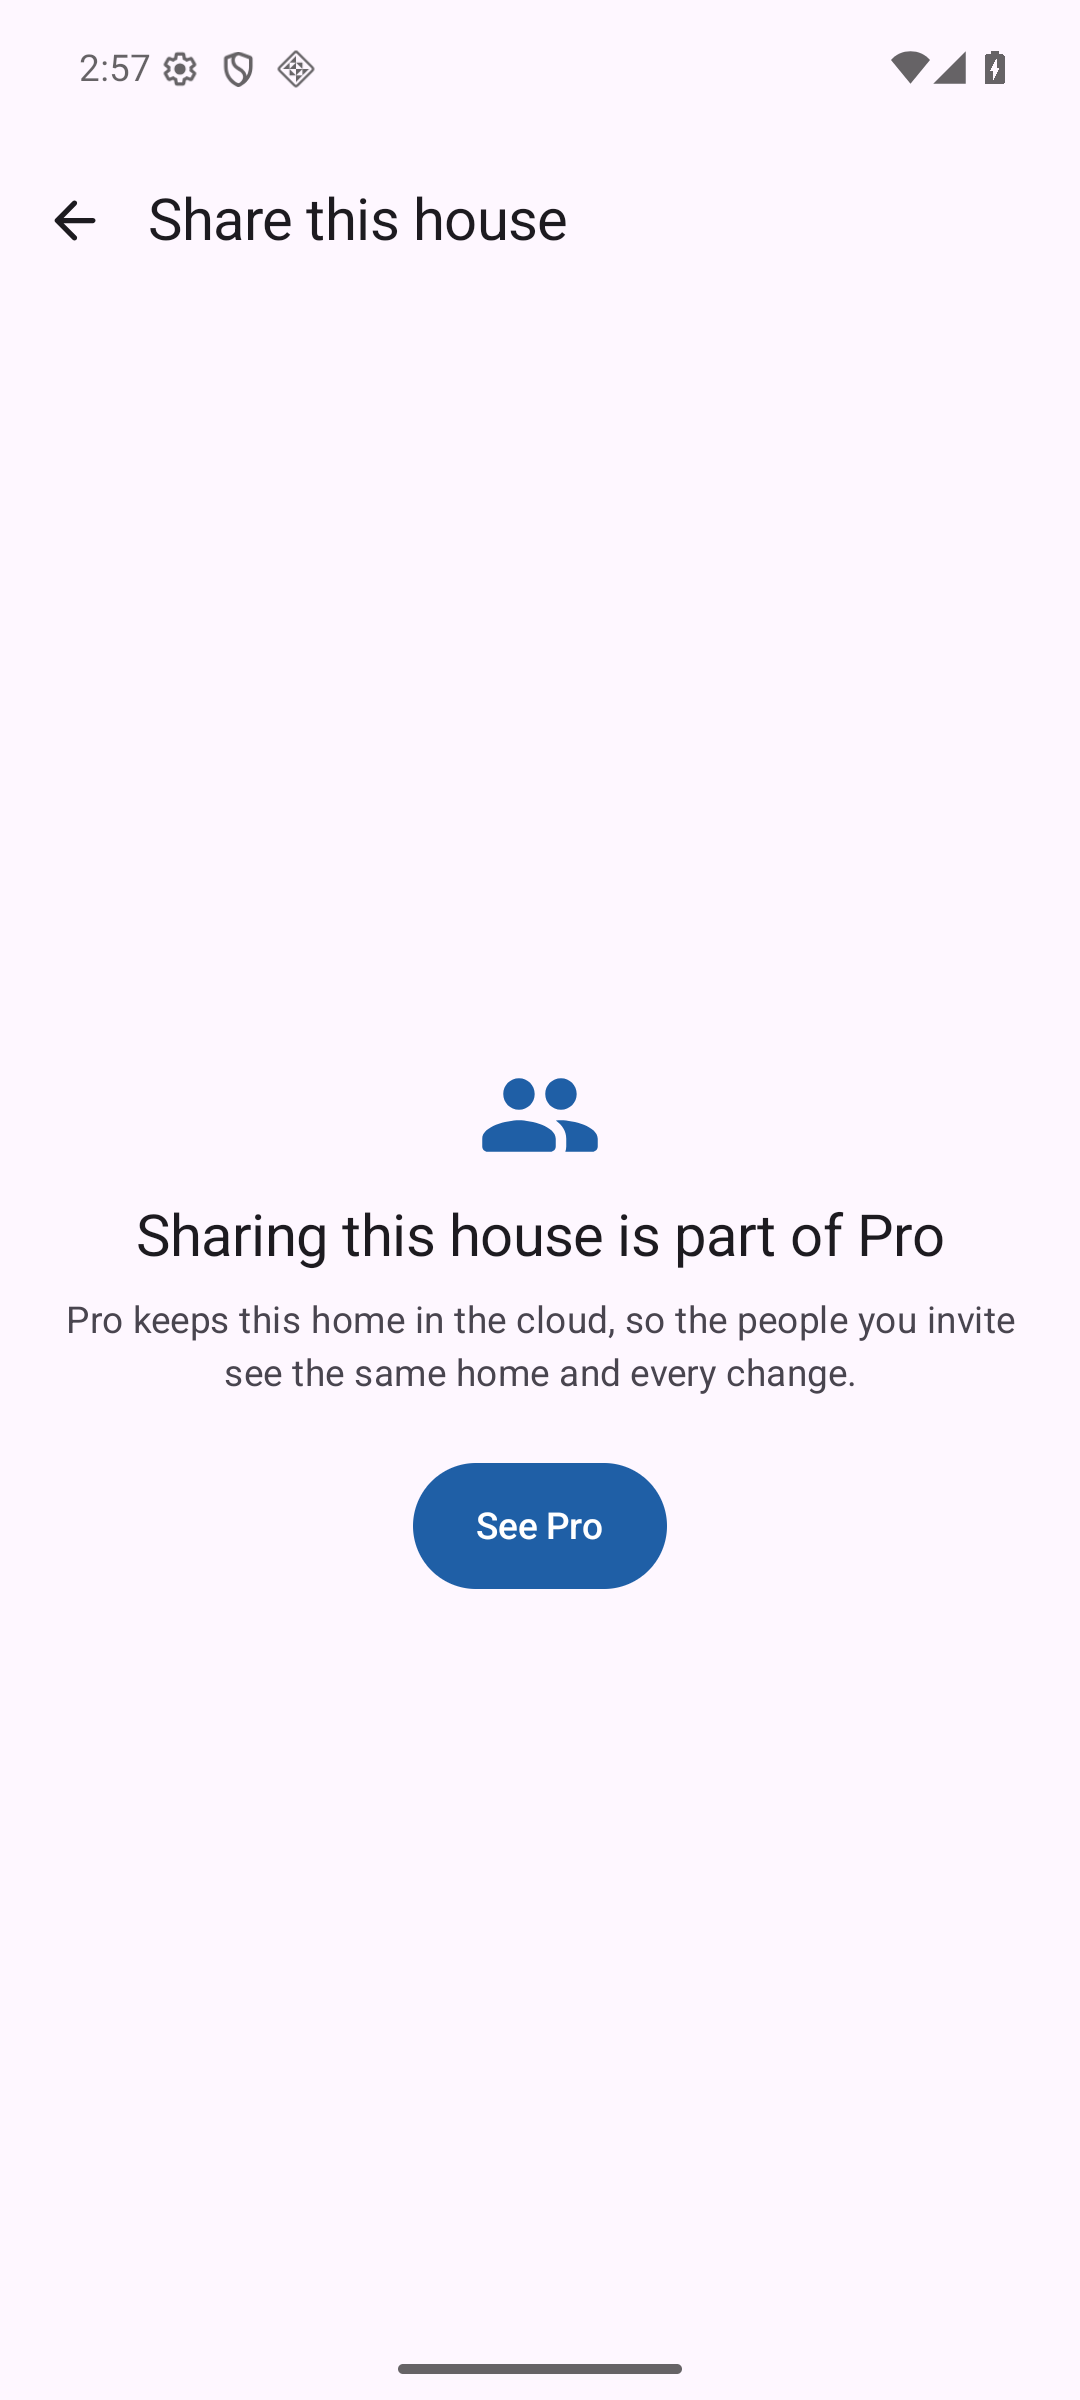 2:57
Share this house
Sharing this house is part of Pro
Pro keeps this home in the cloud, so the people you invite
see the same home and every change.
See Pro